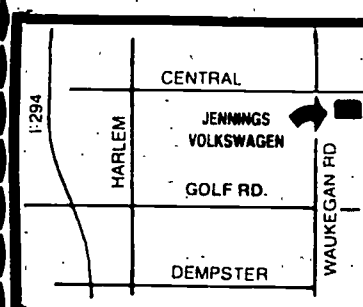 CENTRAL
I-294
HARLEM
JENNINGS
VOLKSWAGEN
WAUKEGAN RD
GOLF RD.
DEMPSTER